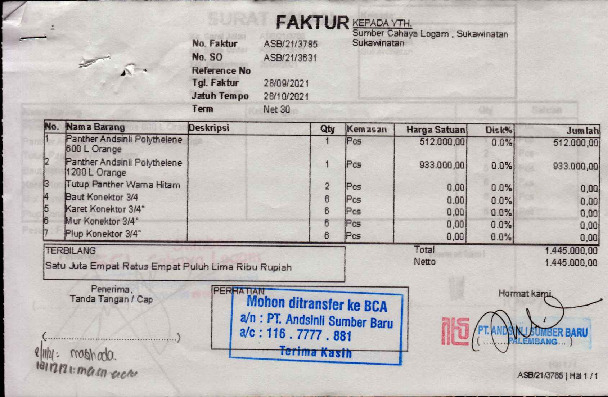 FAKTUR
KEPADA YTH.
Sumber Cahaya Logam , Sukawinatan
Sukawinatan
No. Faktur ASB/21/3785
No. SO ASB/21/3631
Reference No
Tgl. Faktur 28/09/2021
Jatuh Tempo 28/10/2021
Term Net 30
No. Nama Barang Deskripsi Qty Kemasan Harga Satuan Disk% Jumlah
1 Panther Andsinli Polythelene 600 L Orange 1 Pcs 512.000,00 0.0% 512.000,00
2 Panther Andsinli Polythelene 1200 L Orange 1 Pcs 933.000,00 0.0% 933.000,00
3 Tutup Panther Warna Hitam 2 Pcs 0,00 0.0% 0,00
4 Baut Konektor 3/4 6 Pcs 0,00 0.0% 0,00
5 Karet Konektor 3/4" 6 Pcs 0,00 0.0% 0,00
6 Mur Konektor 3/4" 6 Pcs 0,00 0.0% 0,00
7 Plup Konektor 3/4" 6 Pcs 0,00 0.0% 0,00
TERBILANG
Satu Juta Empat Ratus Empat Puluh Lima Ribu Rupiah
Total 1.445.000,00
Netto 1.445.000,00
Penerima,
Tanda Tangan / Cap
PERHATIAN
Mohon ditransfer ke BCA
a/n : PT. Andsinli Sumber Baru
a/c : 116 . 7777 . 881
Terima Kasih
Hormat kami,
PT. ANDSINLI SUMBER BARU
PALEMBANG
ASB/21/3785 | Hal 1 / 1